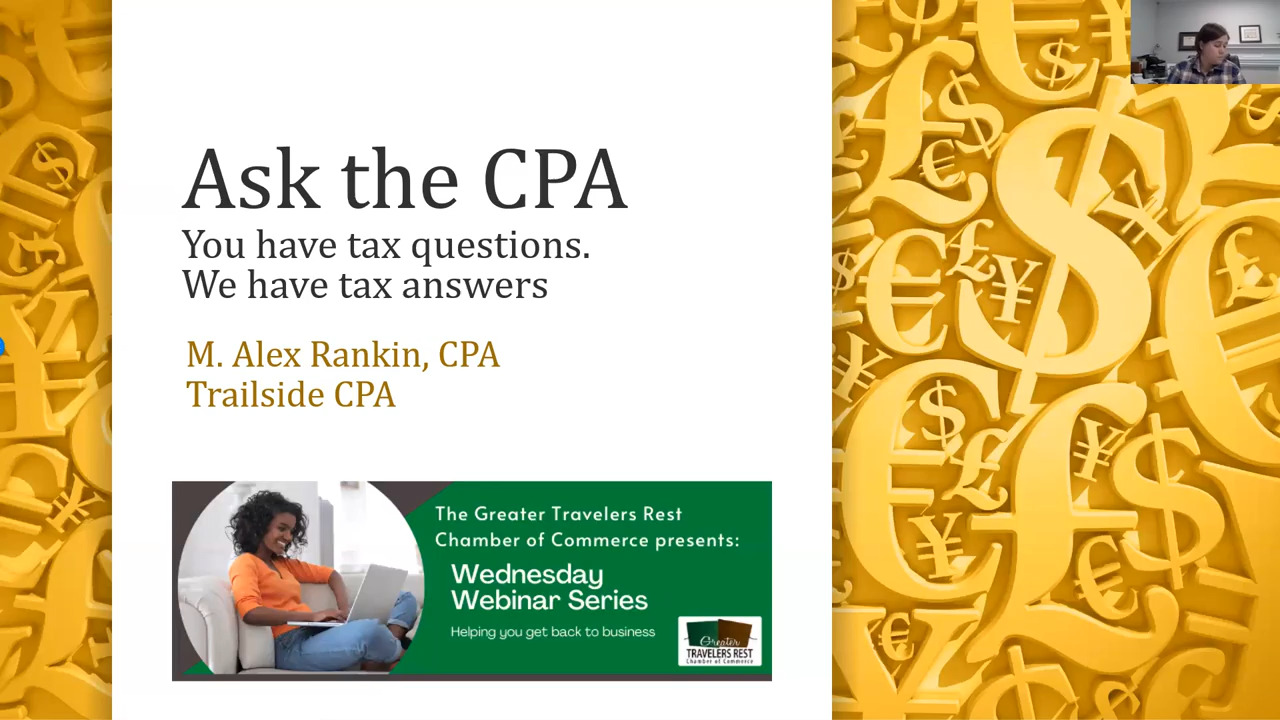 Ask the CPA
You have tax questions.
We have tax answers
M. Alex Rankin, CPA
Trailside CPA
The Greater Travelers Rest
Chamber of Commerce presents:
Wednesday
Webinar Series
Helping you get back to business
Greater
TRAVELERS REST
Chamber of Commerce